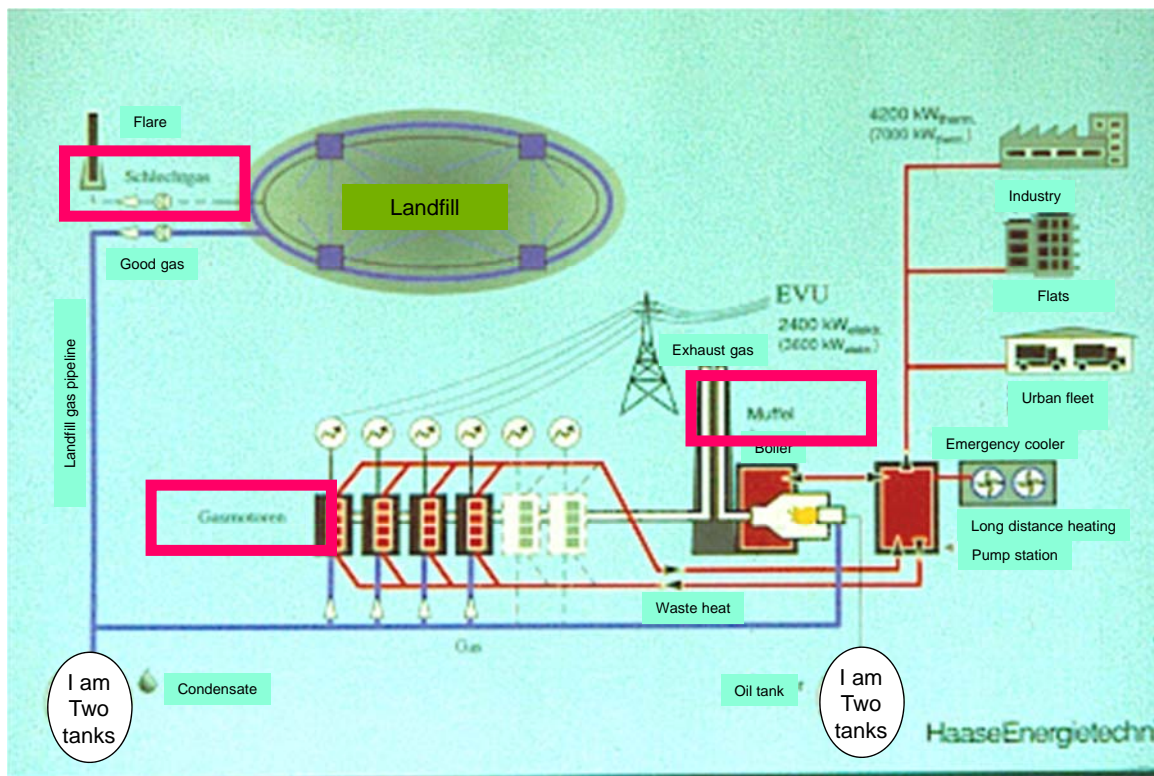 Flare
Schlechtgas
Landfill
Good gas
Landfill gas pipeline
4200 kWtherm.
(7000 kWtherm.)
Industry
Flats
EVU
2400 kWelektr.
(3600 kWelektr.)
Exhaust gas
Muffel
Boiler
Urban fleet
Emergency cooler
Gasmotoren
Long distance heating
Pump station
Waste heat
Gas
I am
Two
tanks
Condensate
Oil tank
I am
Two
tanks
HaaseEnergietechn